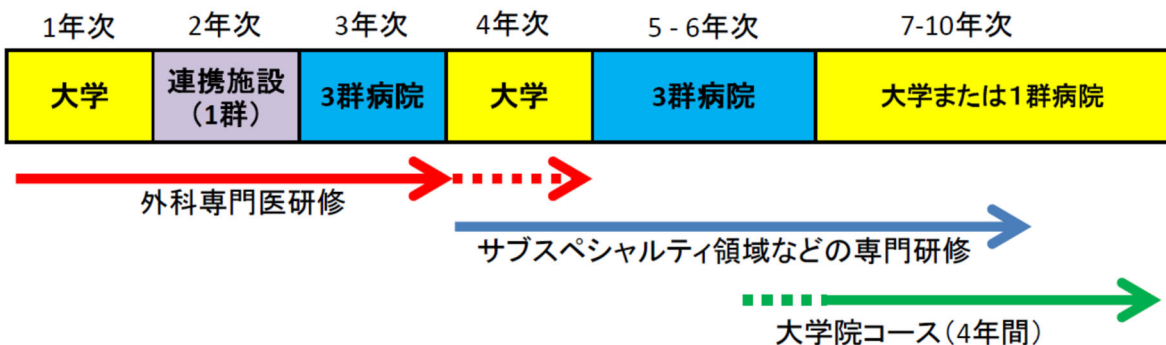 1年次 2年次 3年次 4年次 5 - 6年次 7-10年次
大学 連携施設(1群) 3群病院 大学 3群病院 大学または1群病院
外科専門医研修
サブスペシャルティ領域などの専門研修
大学院コース(4年間)